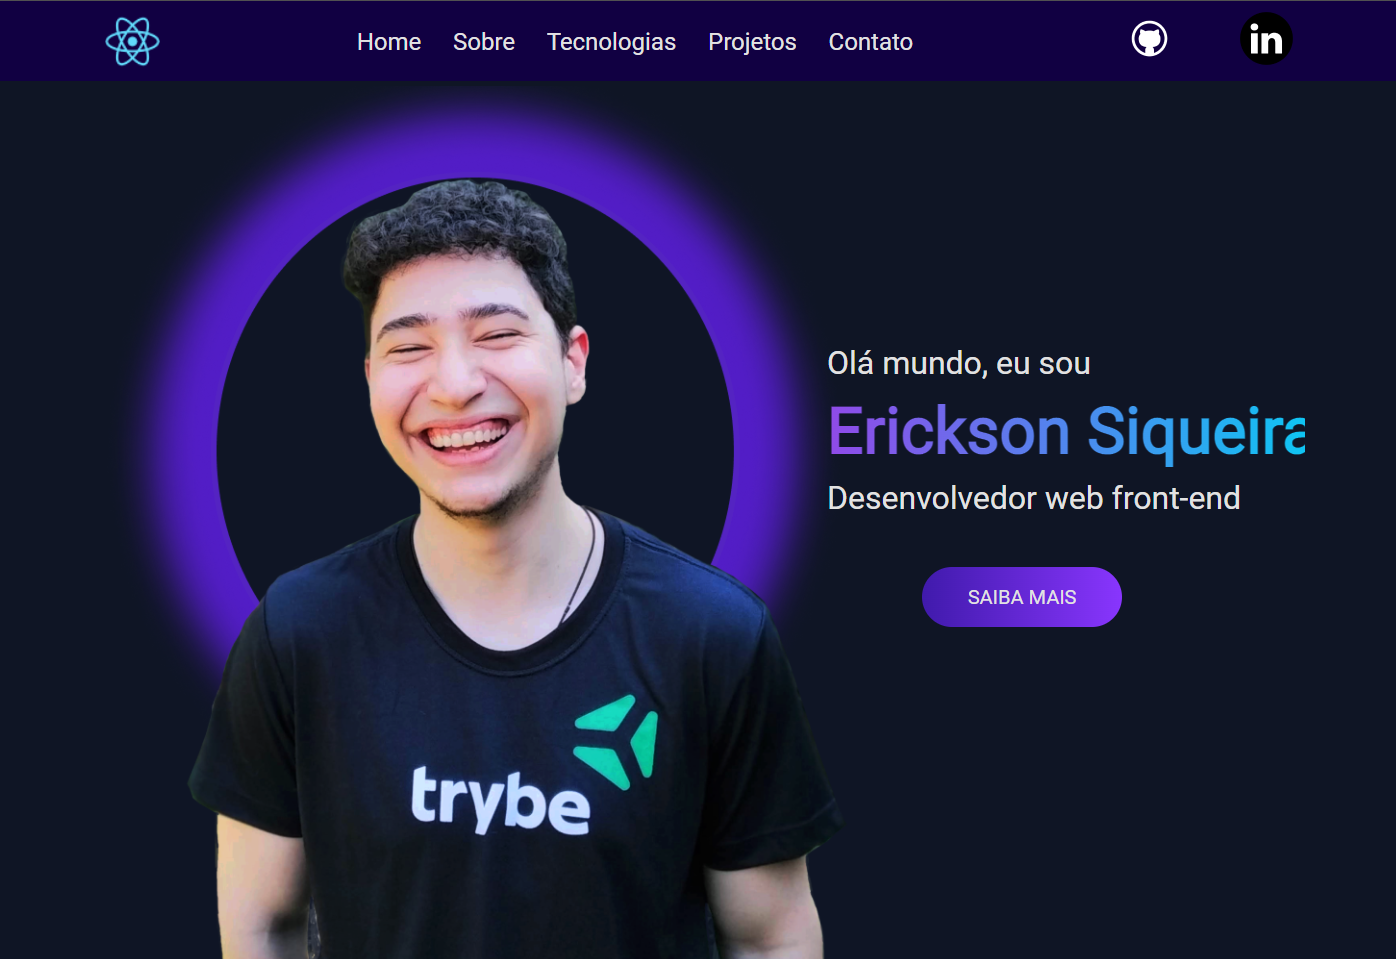 Home Sobre Tecnologias Projetos Contato
in
Olá mundo, eu sou
Erickson Siqueira
Desenvolvedor web front-end
SAIBA MAIS
trybe